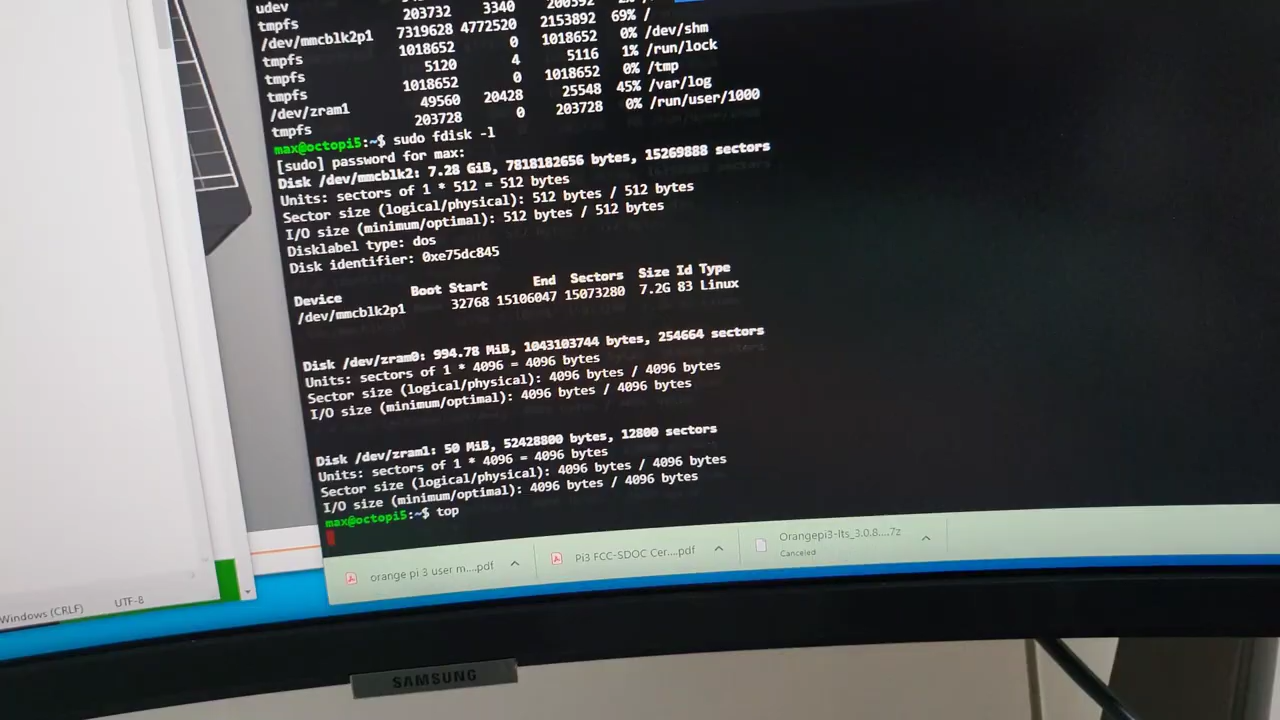 udev
tmpfs 203732 3340 200392
/dev/mmcblk2p1 7319628 4772520 2153892 69% /
tmpfs 1018652 0 1018652 0% /dev/shm
tmpfs 5120 4 5116 1% /run/lock
tmpfs 1018652 0 1018652 0% /tmp
/dev/zram1 49560 20428 25548 45% /var/log
tmpfs 203728 0 203728 0% /run/user/1000
max@octopi5:~$ sudo fdisk -l
[sudo] password for max:
Disk /dev/mmcblk2: 7.28 GiB, 7818182656 bytes, 15269888 sectors
Units: sectors of 1 * 512 = 512 bytes
Sector size (logical/physical): 512 bytes / 512 bytes
I/O size (minimum/optimal): 512 bytes / 512 bytes
Disklabel type: dos
Disk identifier: 0xe75dc845
Device Boot Start End Sectors Size Id Type
/dev/mmcblk2p1 32768 15106047 15073280 7.2G 83 Linux
Disk /dev/zram0: 994.78 MiB, 1043103744 bytes, 254664 sectors
Units: sectors of 1 * 4096 = 4096 bytes
Sector size (logical/physical): 4096 bytes / 4096 bytes
I/O size (minimum/optimal): 4096 bytes / 4096 bytes
Disk /dev/zram1: 50 MiB, 52428800 bytes, 12800 sectors
Units: sectors of 1 * 4096 = 4096 bytes
Sector size (logical/physical): 4096 bytes / 4096 bytes
I/O size (minimum/optimal): 4096 bytes / 4096 bytes
max@octopi5:~$ top
orange pi 3 user m....pdf
Pi3 FCC-SDOC Cer....pdf
Orangepi3-lts_3.0.8....7z
Canceled
Windows (CRLF) UTF-8
SAMSUNG